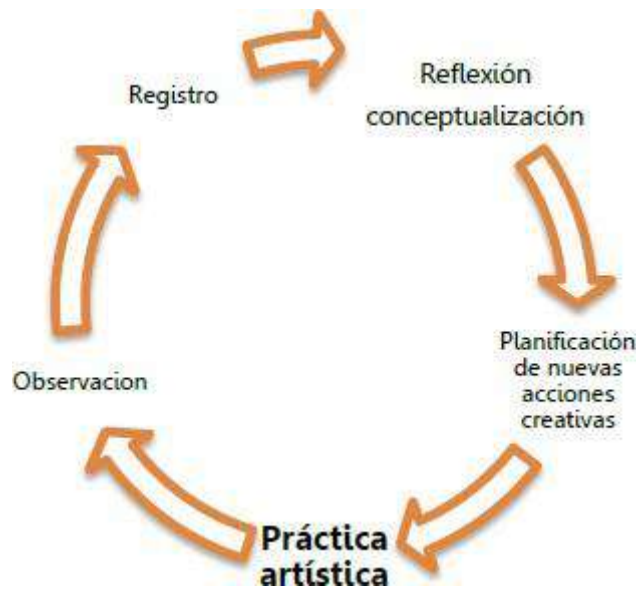 Registro
Reflexión
conceptualización
Planificación
de nuevas
acciones
creativas
Práctica
artística
Observacion